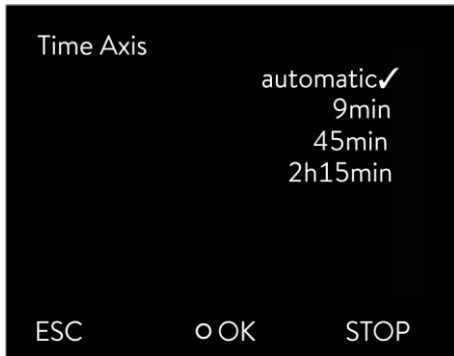 Time Axis
automatic✓
9min
45min
2h15min
ESC O OK STOP